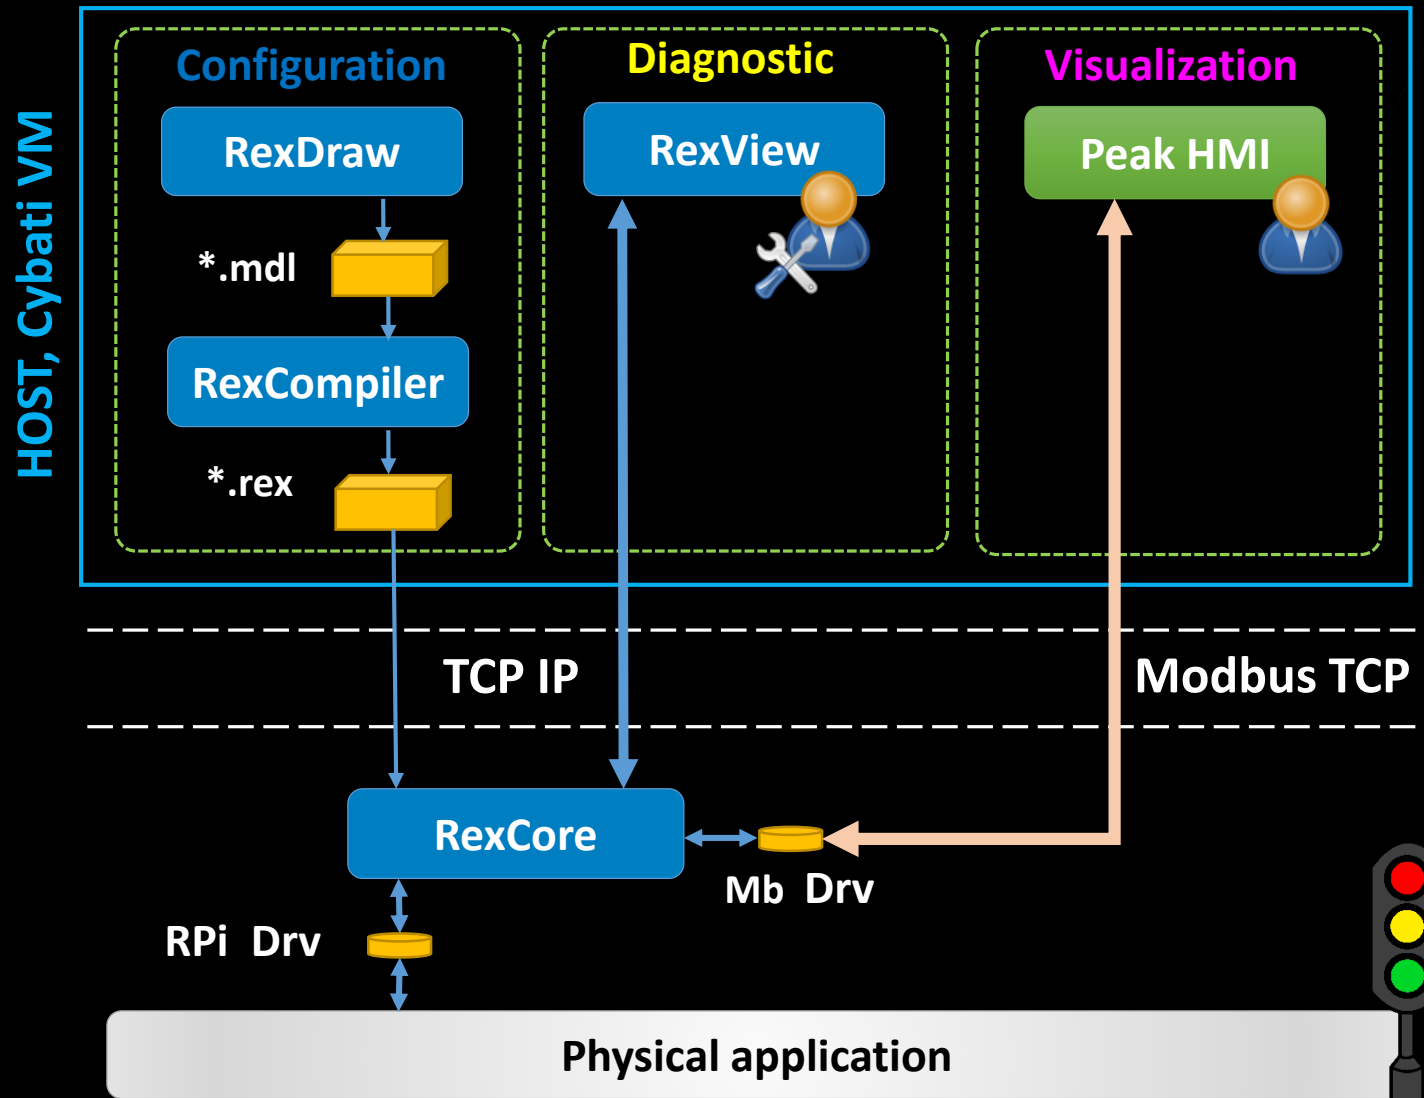 HOST, Cybati VM
Configuration
Diagnostic
Visualization
RexDraw
RexView
Peak HMI
*.mdl
RexCompiler
*.rex
TCP IP
Modbus TCP
RexCore
Mb Drv
RPi Drv
Physical application